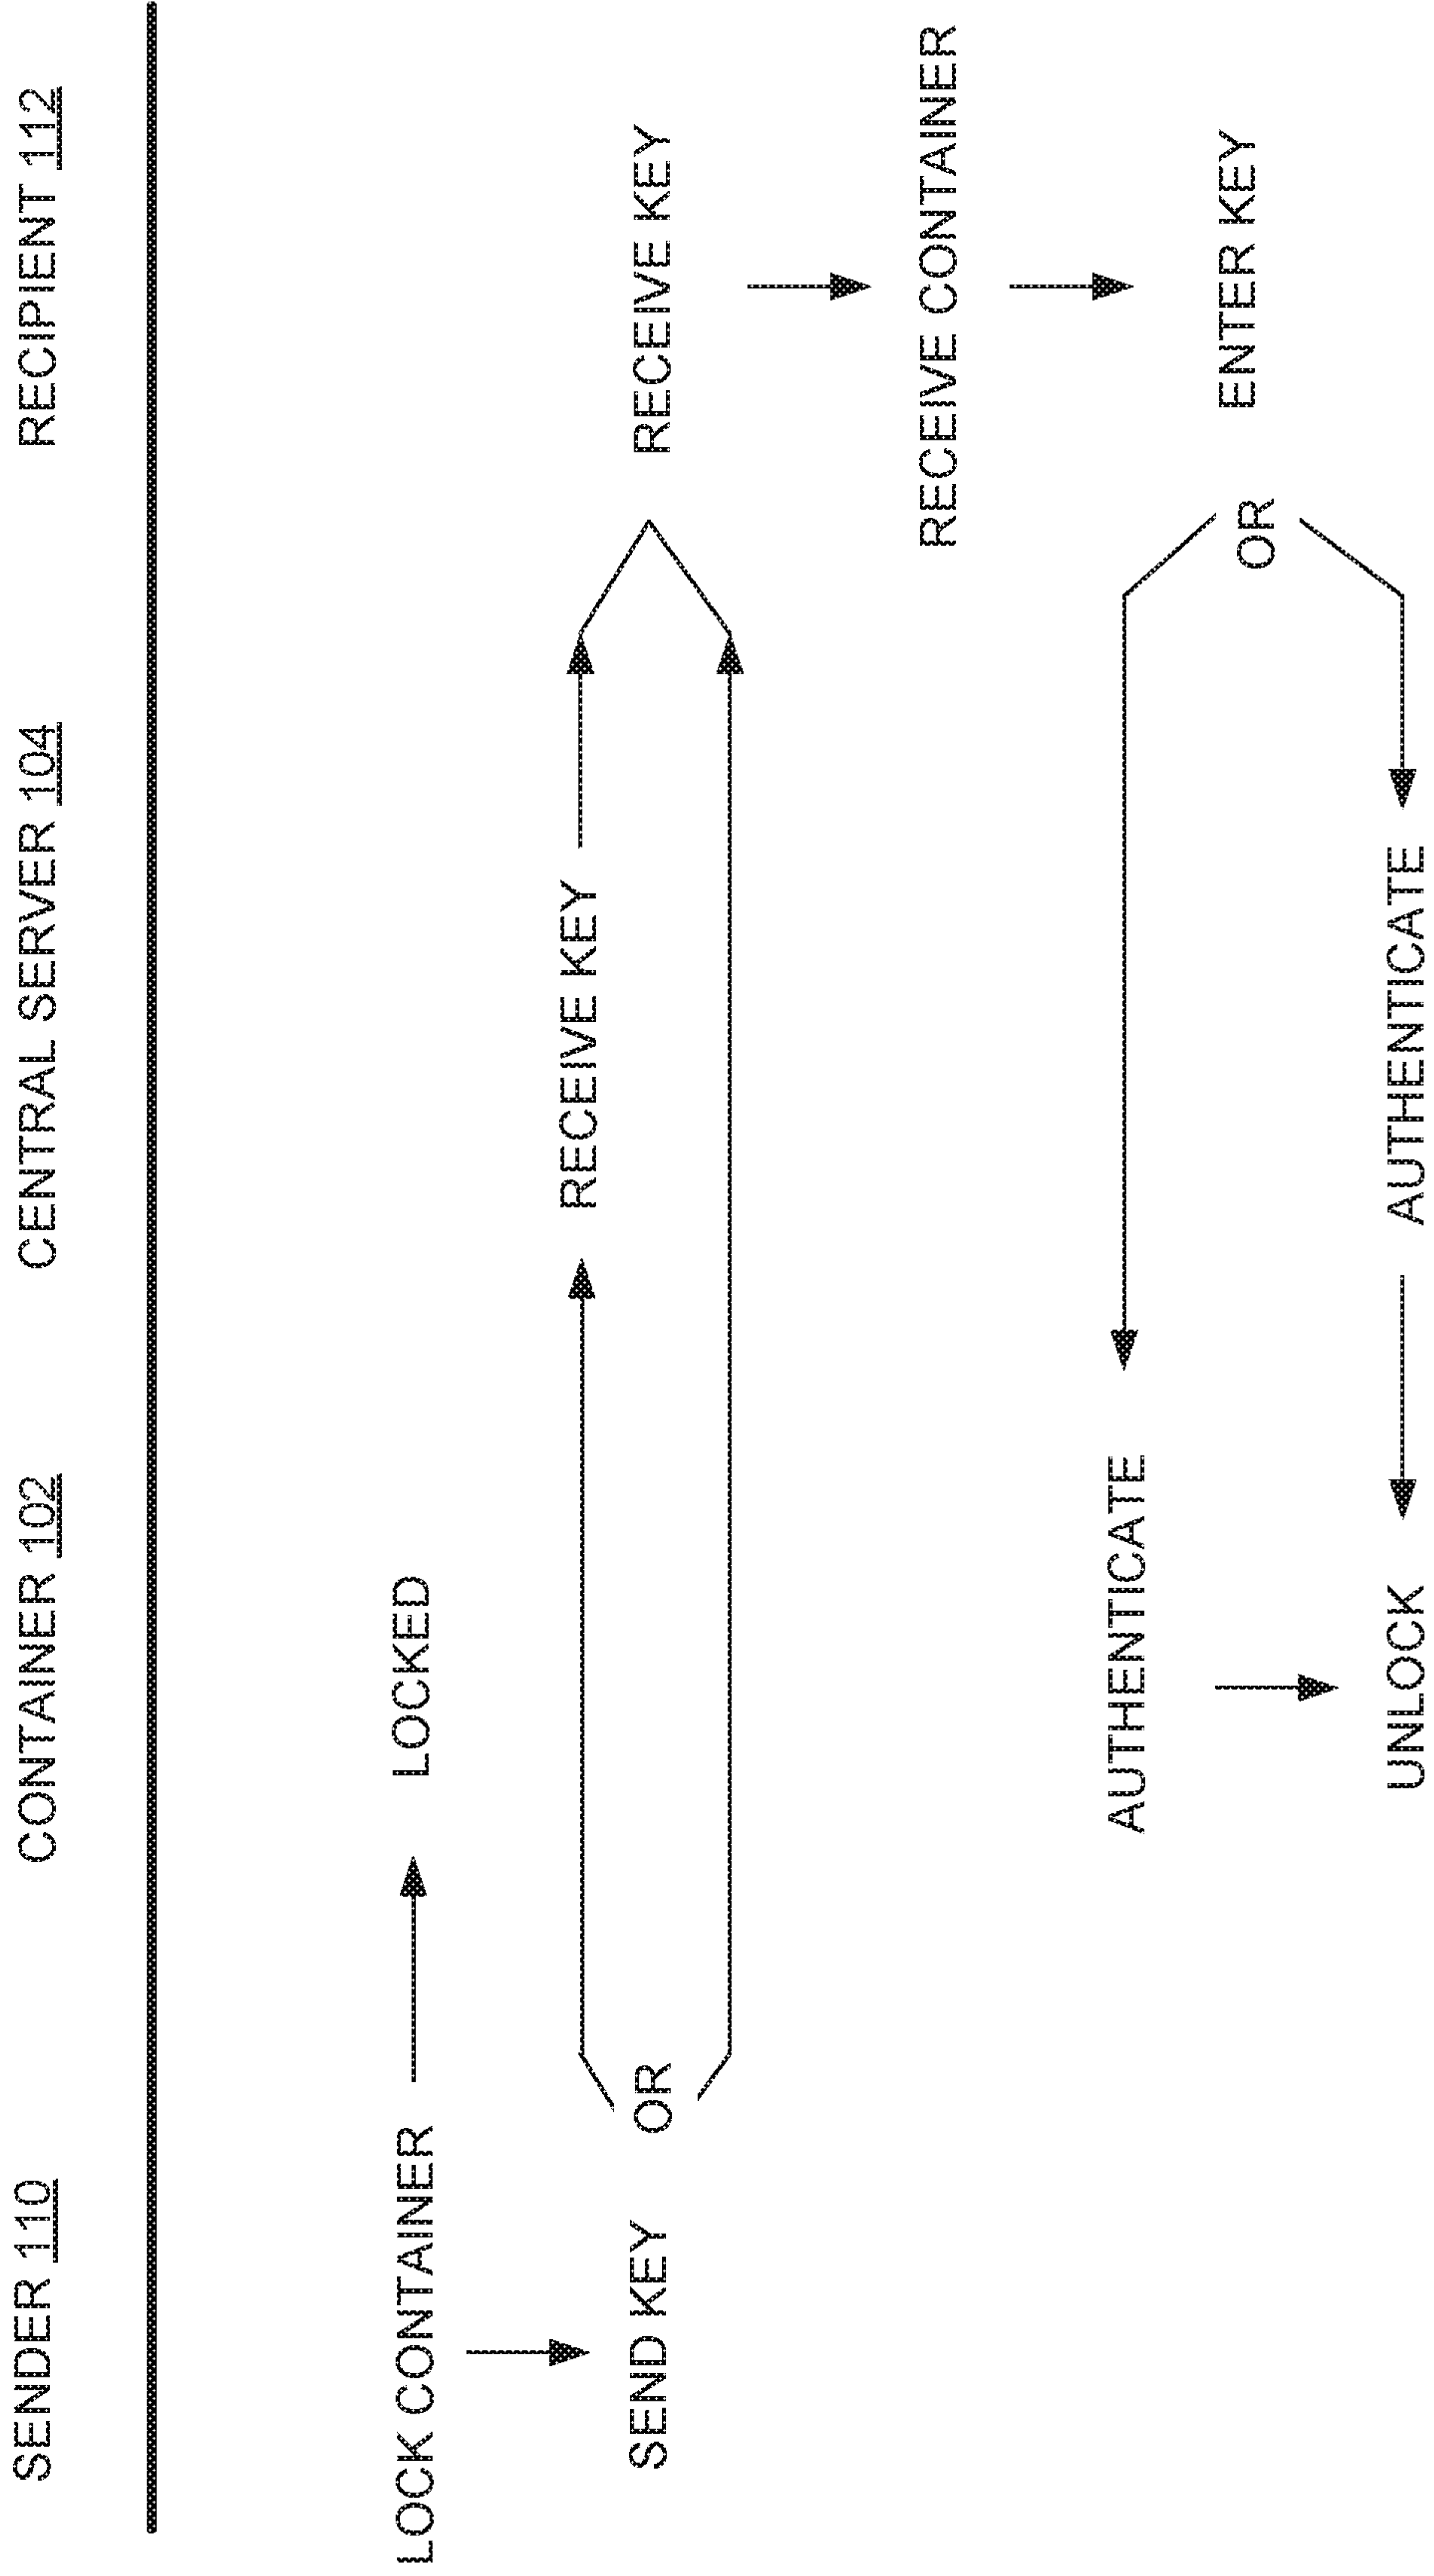 SENDER 110
CONTAINER 102
CENTRAL SERVER 104
RECIPIENT 112
LOCK CONTAINER
LOCKED
RECEIVE KEY
SEND KEY
OR
RECEIVE KEY
RECEIVE CONTAINER
AUTHENTICATE
OR
ENTER KEY
UNLOCK
AUTHENTICATE